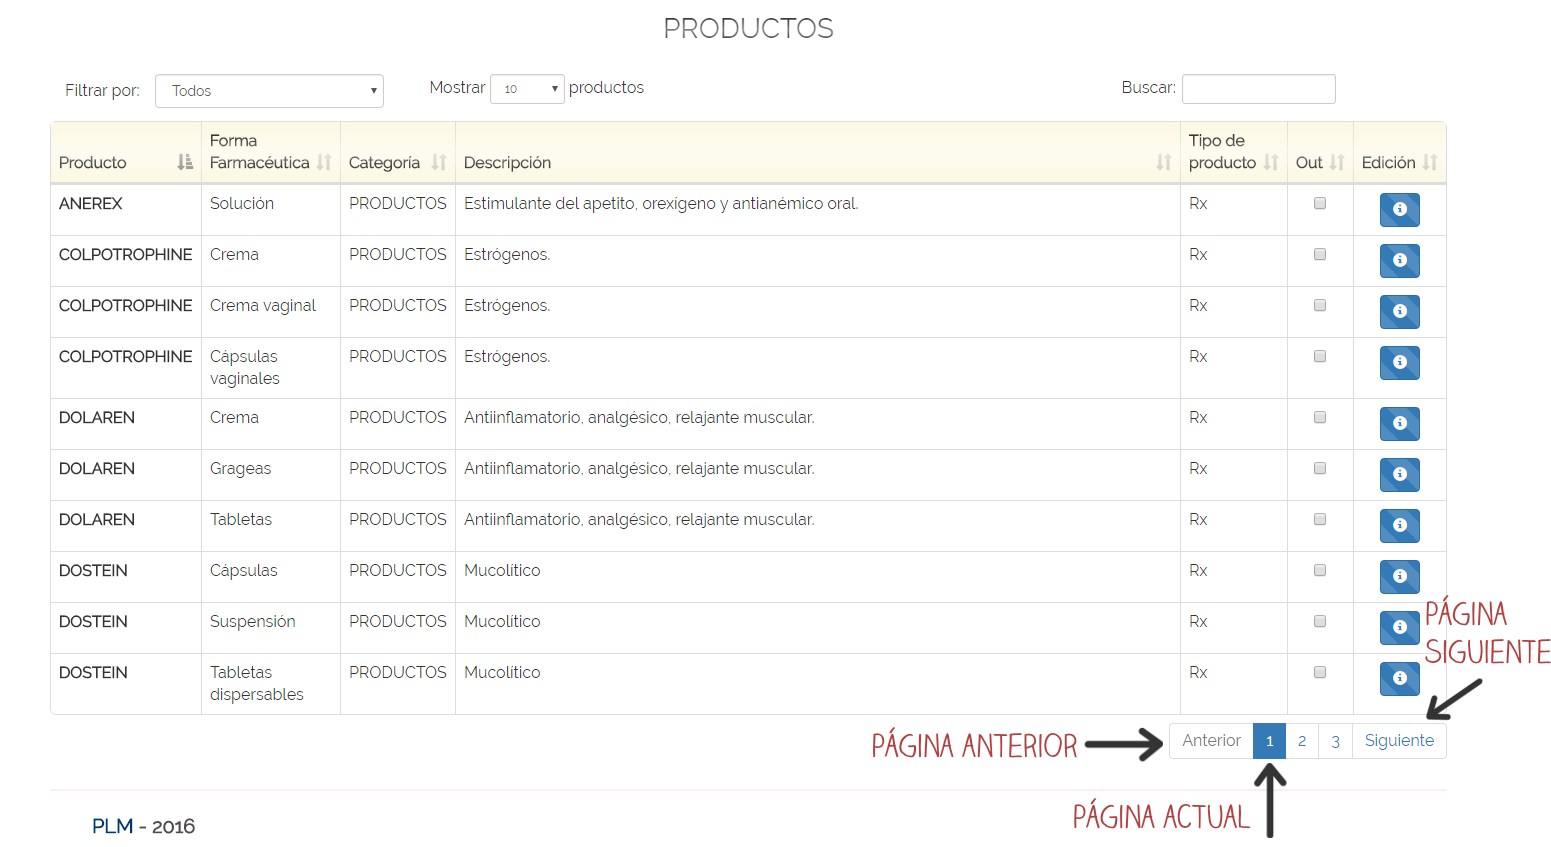 PRODUCTOS
Filtrar por: Todos Mostrar 10 productos Buscar:
Producto Forma Farmacéutica Categoría Descripción Tipo de producto Out Edición
ANEREX Solución PRODUCTOS Estimulante del apetito, orexígeno y antianémico oral. Rx
COLPOTROPHINE Crema PRODUCTOS Estrógenos. Rx
COLPOTROPHINE Crema vaginal PRODUCTOS Estrógenos. Rx
COLPOTROPHINE Cápsulas vaginales PRODUCTOS Estrógenos. Rx
DOLAREN Crema PRODUCTOS Antiinflamatorio, analgésico, relajante muscular. Rx
DOLAREN Grageas PRODUCTOS Antiinflamatorio, analgésico, relajante muscular. Rx
DOLAREN Tabletas PRODUCTOS Antiinflamatorio, analgésico, relajante muscular. Rx
DOSTEIN Cápsulas PRODUCTOS Mucolítico Rx
DOSTEIN Suspensión PRODUCTOS Mucolítico Rx
DOSTEIN Tabletas dispersables PRODUCTOS Mucolítico Rx
PÁGINA
SIGUIENTE
PÁGINA ANTERIOR
Anterior 1 2 3 Siguiente
PÁGINA ACTUAL
PLM - 2016